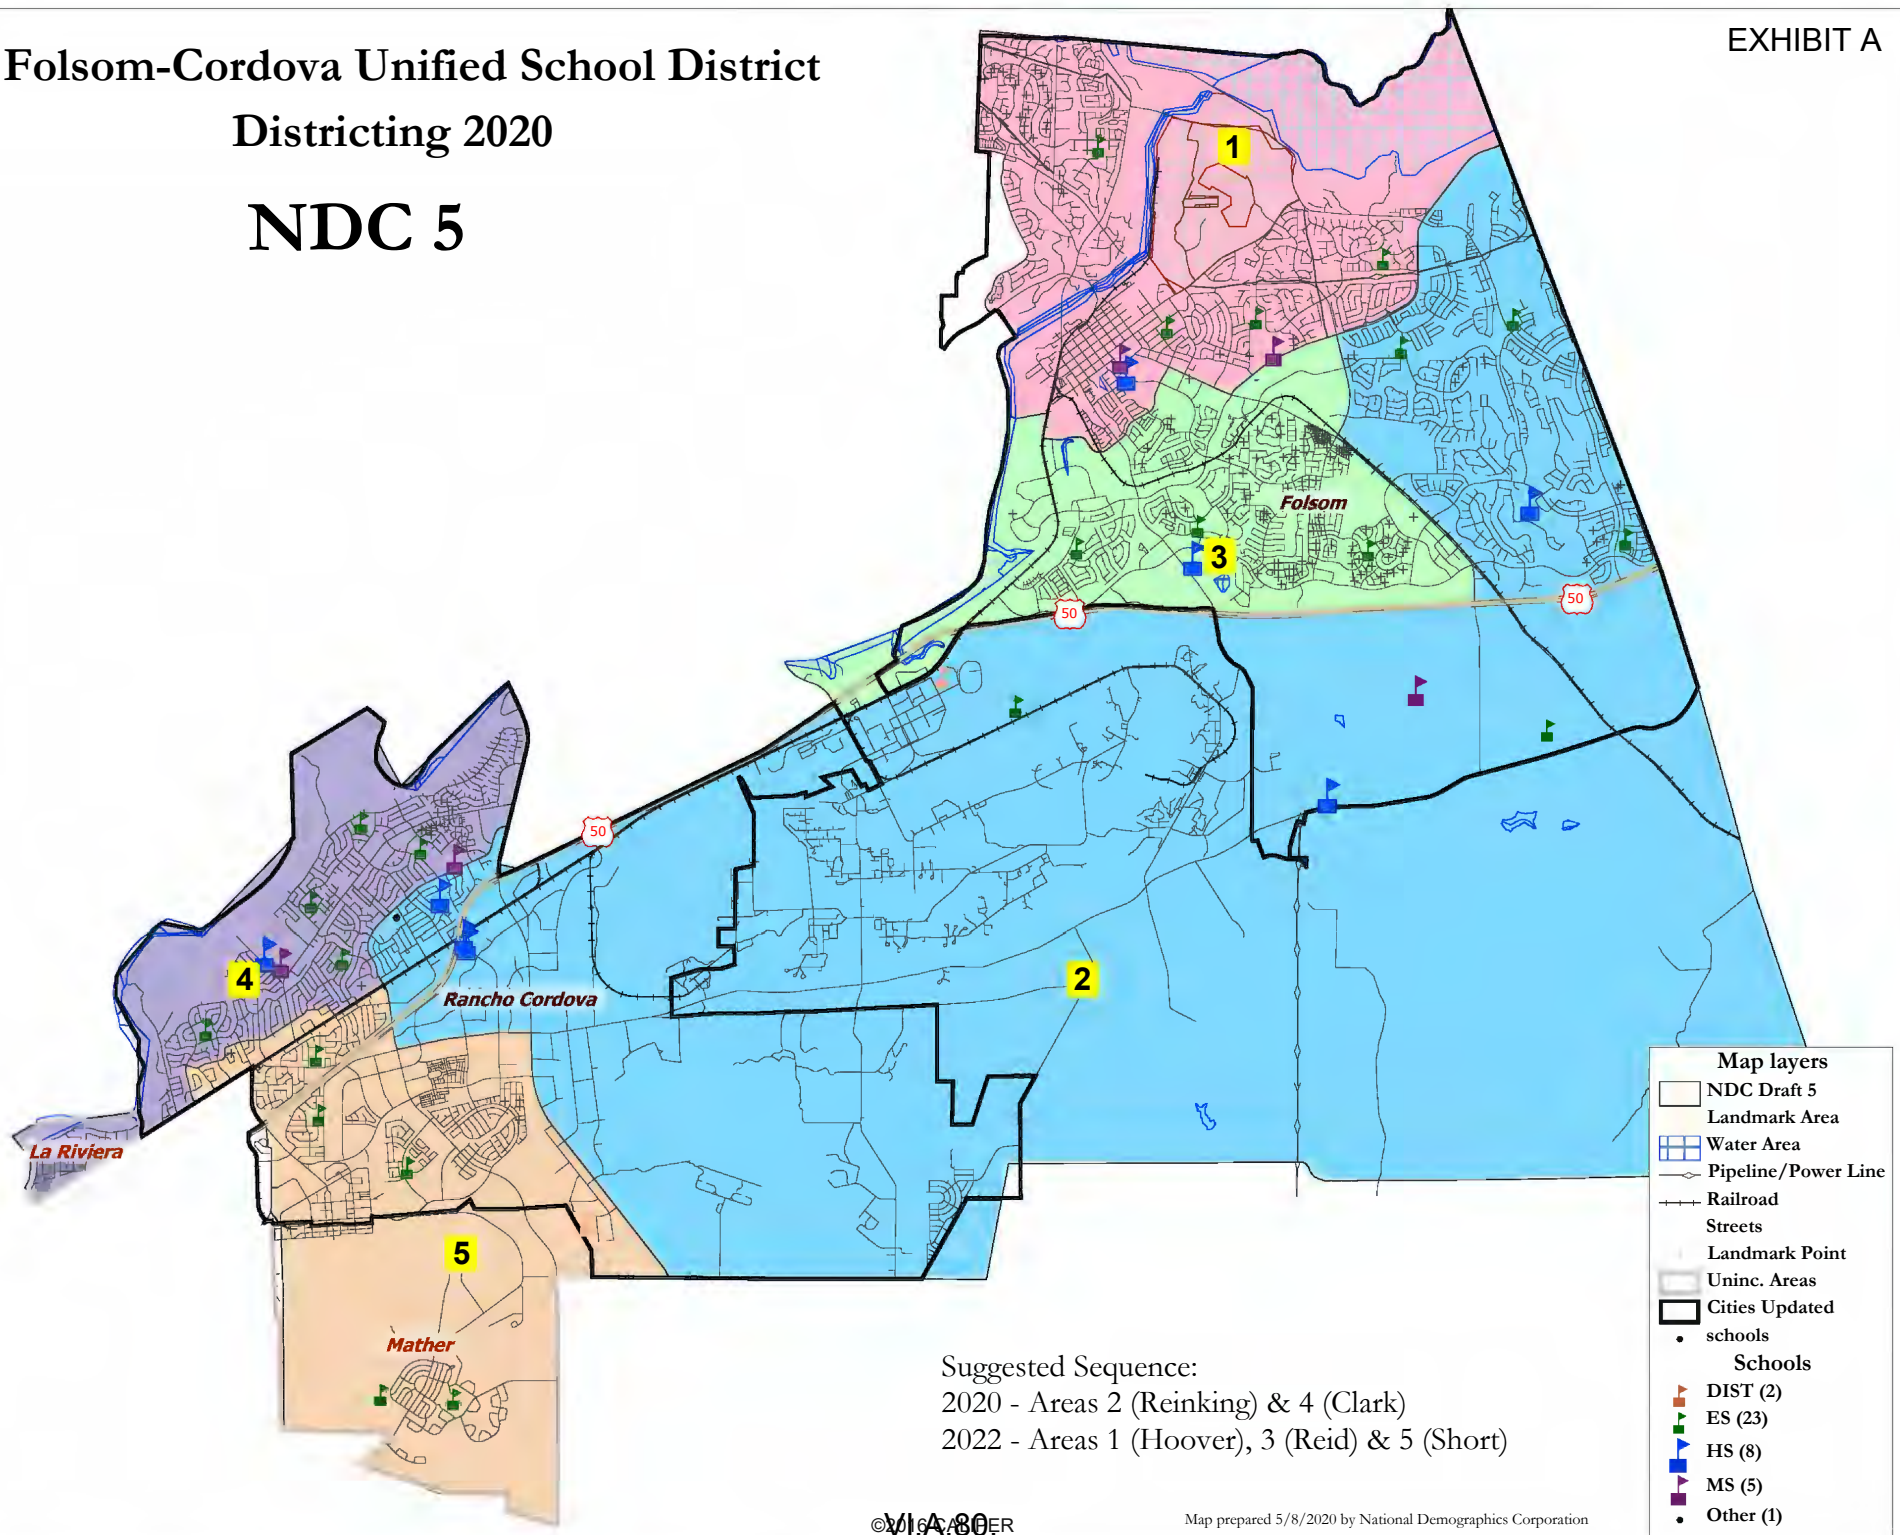 EXHIBIT A
Folsom-Cordova Unified School District
Districting 2020
NDC 5
1
Folsom
3
50
50
50
4
Rancho Cordova
2
La Riviera
5
Mather
Suggested Sequence:
2020 - Areas 2 (Reinking) & 4 (Clark)
2022 - Areas 1 (Hoover), 3 (Reid) & 5 (Short)
Map layers
NDC Draft 5
Landmark Area
Water Area
Pipeline/Power Line
Railroad
Streets
Landmark Point
Uninc. Areas
Cities Updated
schools
Schools
DIST (2)
ES (23)
HS (8)
MS (5)
Other (1)
©2016 CALIPER
VI.A.80.
Map prepared 5/8/2020 by National Demographics Corporation